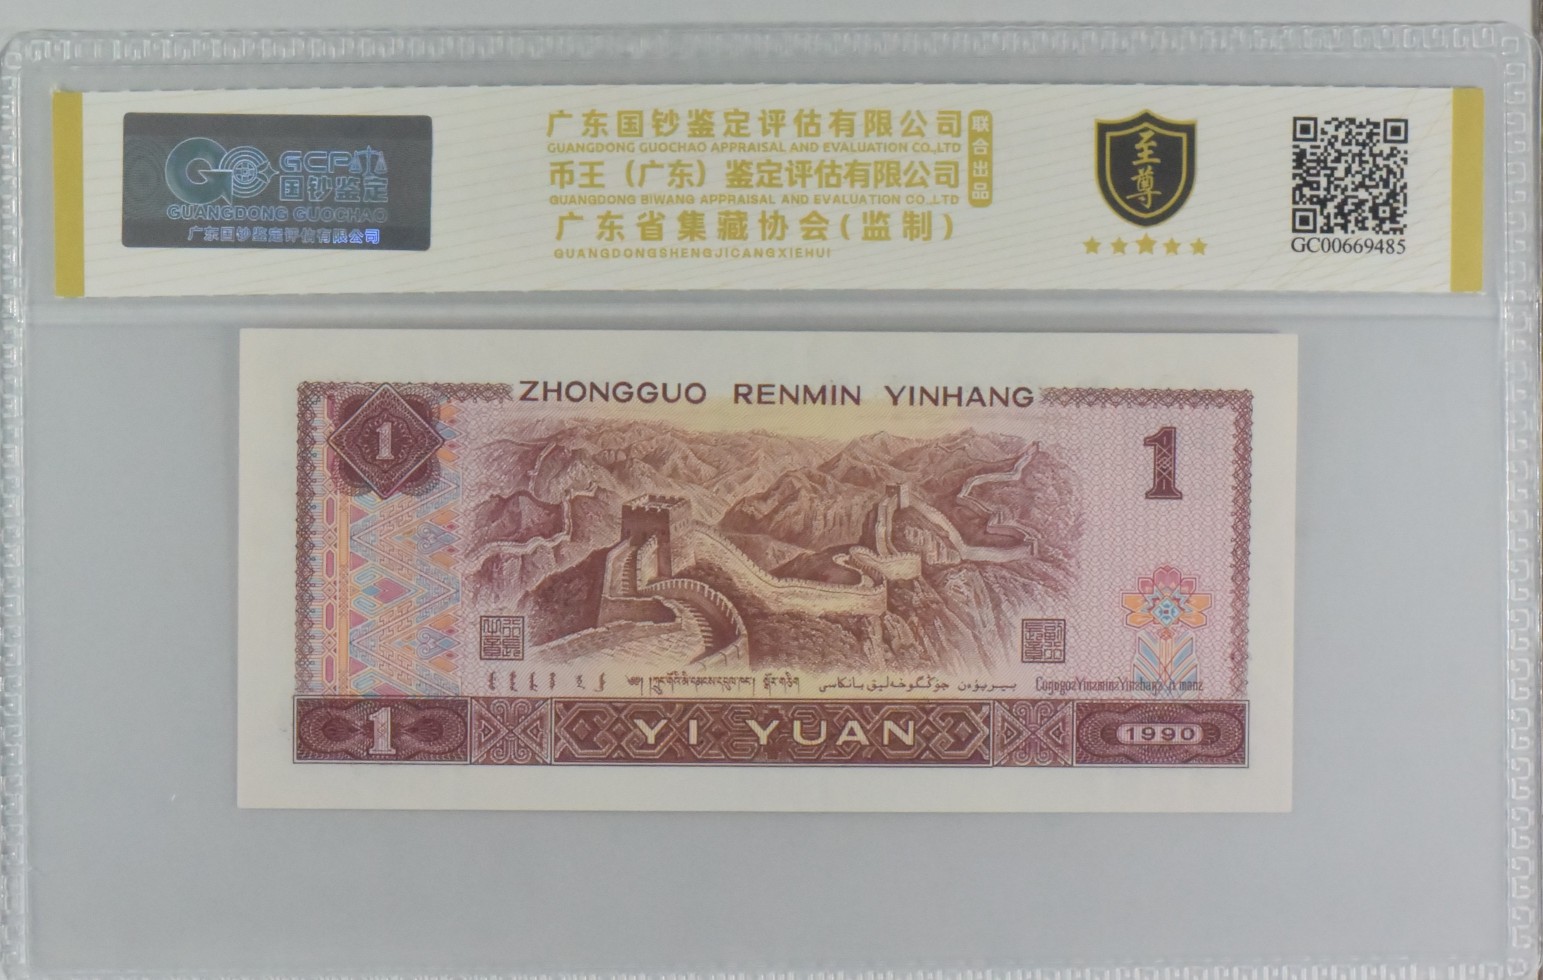 GCP
国钞鉴定
GUANGDONG GUOCHAO
广东国钞鉴定评估有限公司
广东国钞鉴定评估有限公司
GUANGDONG GUOCHAO APPRAISAL AND EVALUATION CO.,LTD
币王（广东）鉴定评估有限公司
GUANGDONG BIWANG APPRAISAL AND EVALUATION CO.,LTD
广东省集藏协会(监制)
GUANGDONGSHENGJICANGXIEHUI
联合出品
至尊
GC00669485
ZHONGGUO RENMIN YINHANG
1
1
1
YI YUAN
1990